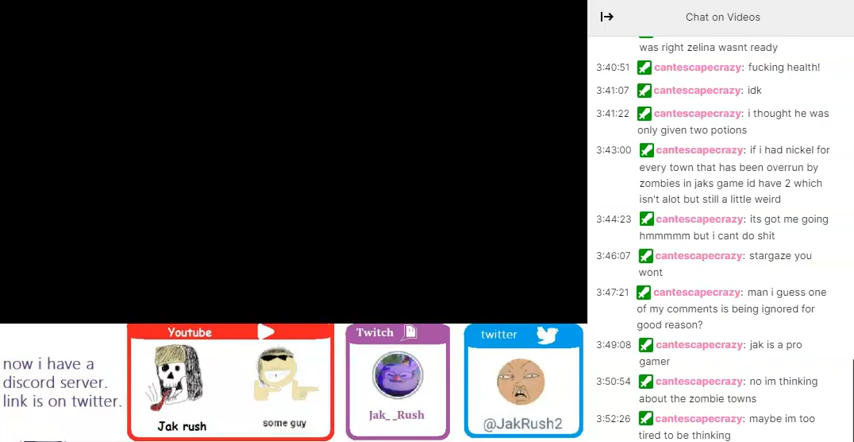 Chat on Videos
was right zelina wasnt ready
3:40:51 cantescapecrazy: fucking health!
3:41:07 cantescapecrazy: idk
3:41:22 cantescapecrazy: i thought he was
only given two potions
3:43:00 cantescapecrazy: if i had nickel for
every town that has been overrun by
zombies in jaks game id have 2 which
isn't alot but still a little weird
3:44:23 cantescapecrazy: its got me going
hmmmmm but i cant do shit
3:46:07 cantescapecrazy: stargaze you
wont
3:47:21 cantescapecrazy: man i guess one
of my comments is being ignored for
good reason?
3:49:08 cantescapecrazy: jak is a pro
gamer
3:50:54 cantescapecrazy: no im thinking
about the zombie towns
3:52:26 cantescapecrazy: maybe im too
tired to be thinking
now i have a
discord server.
link is on twitter.
Youtube
Jak rush
some guy
Twitch
Jak__Rush
twitter
@JakRush2